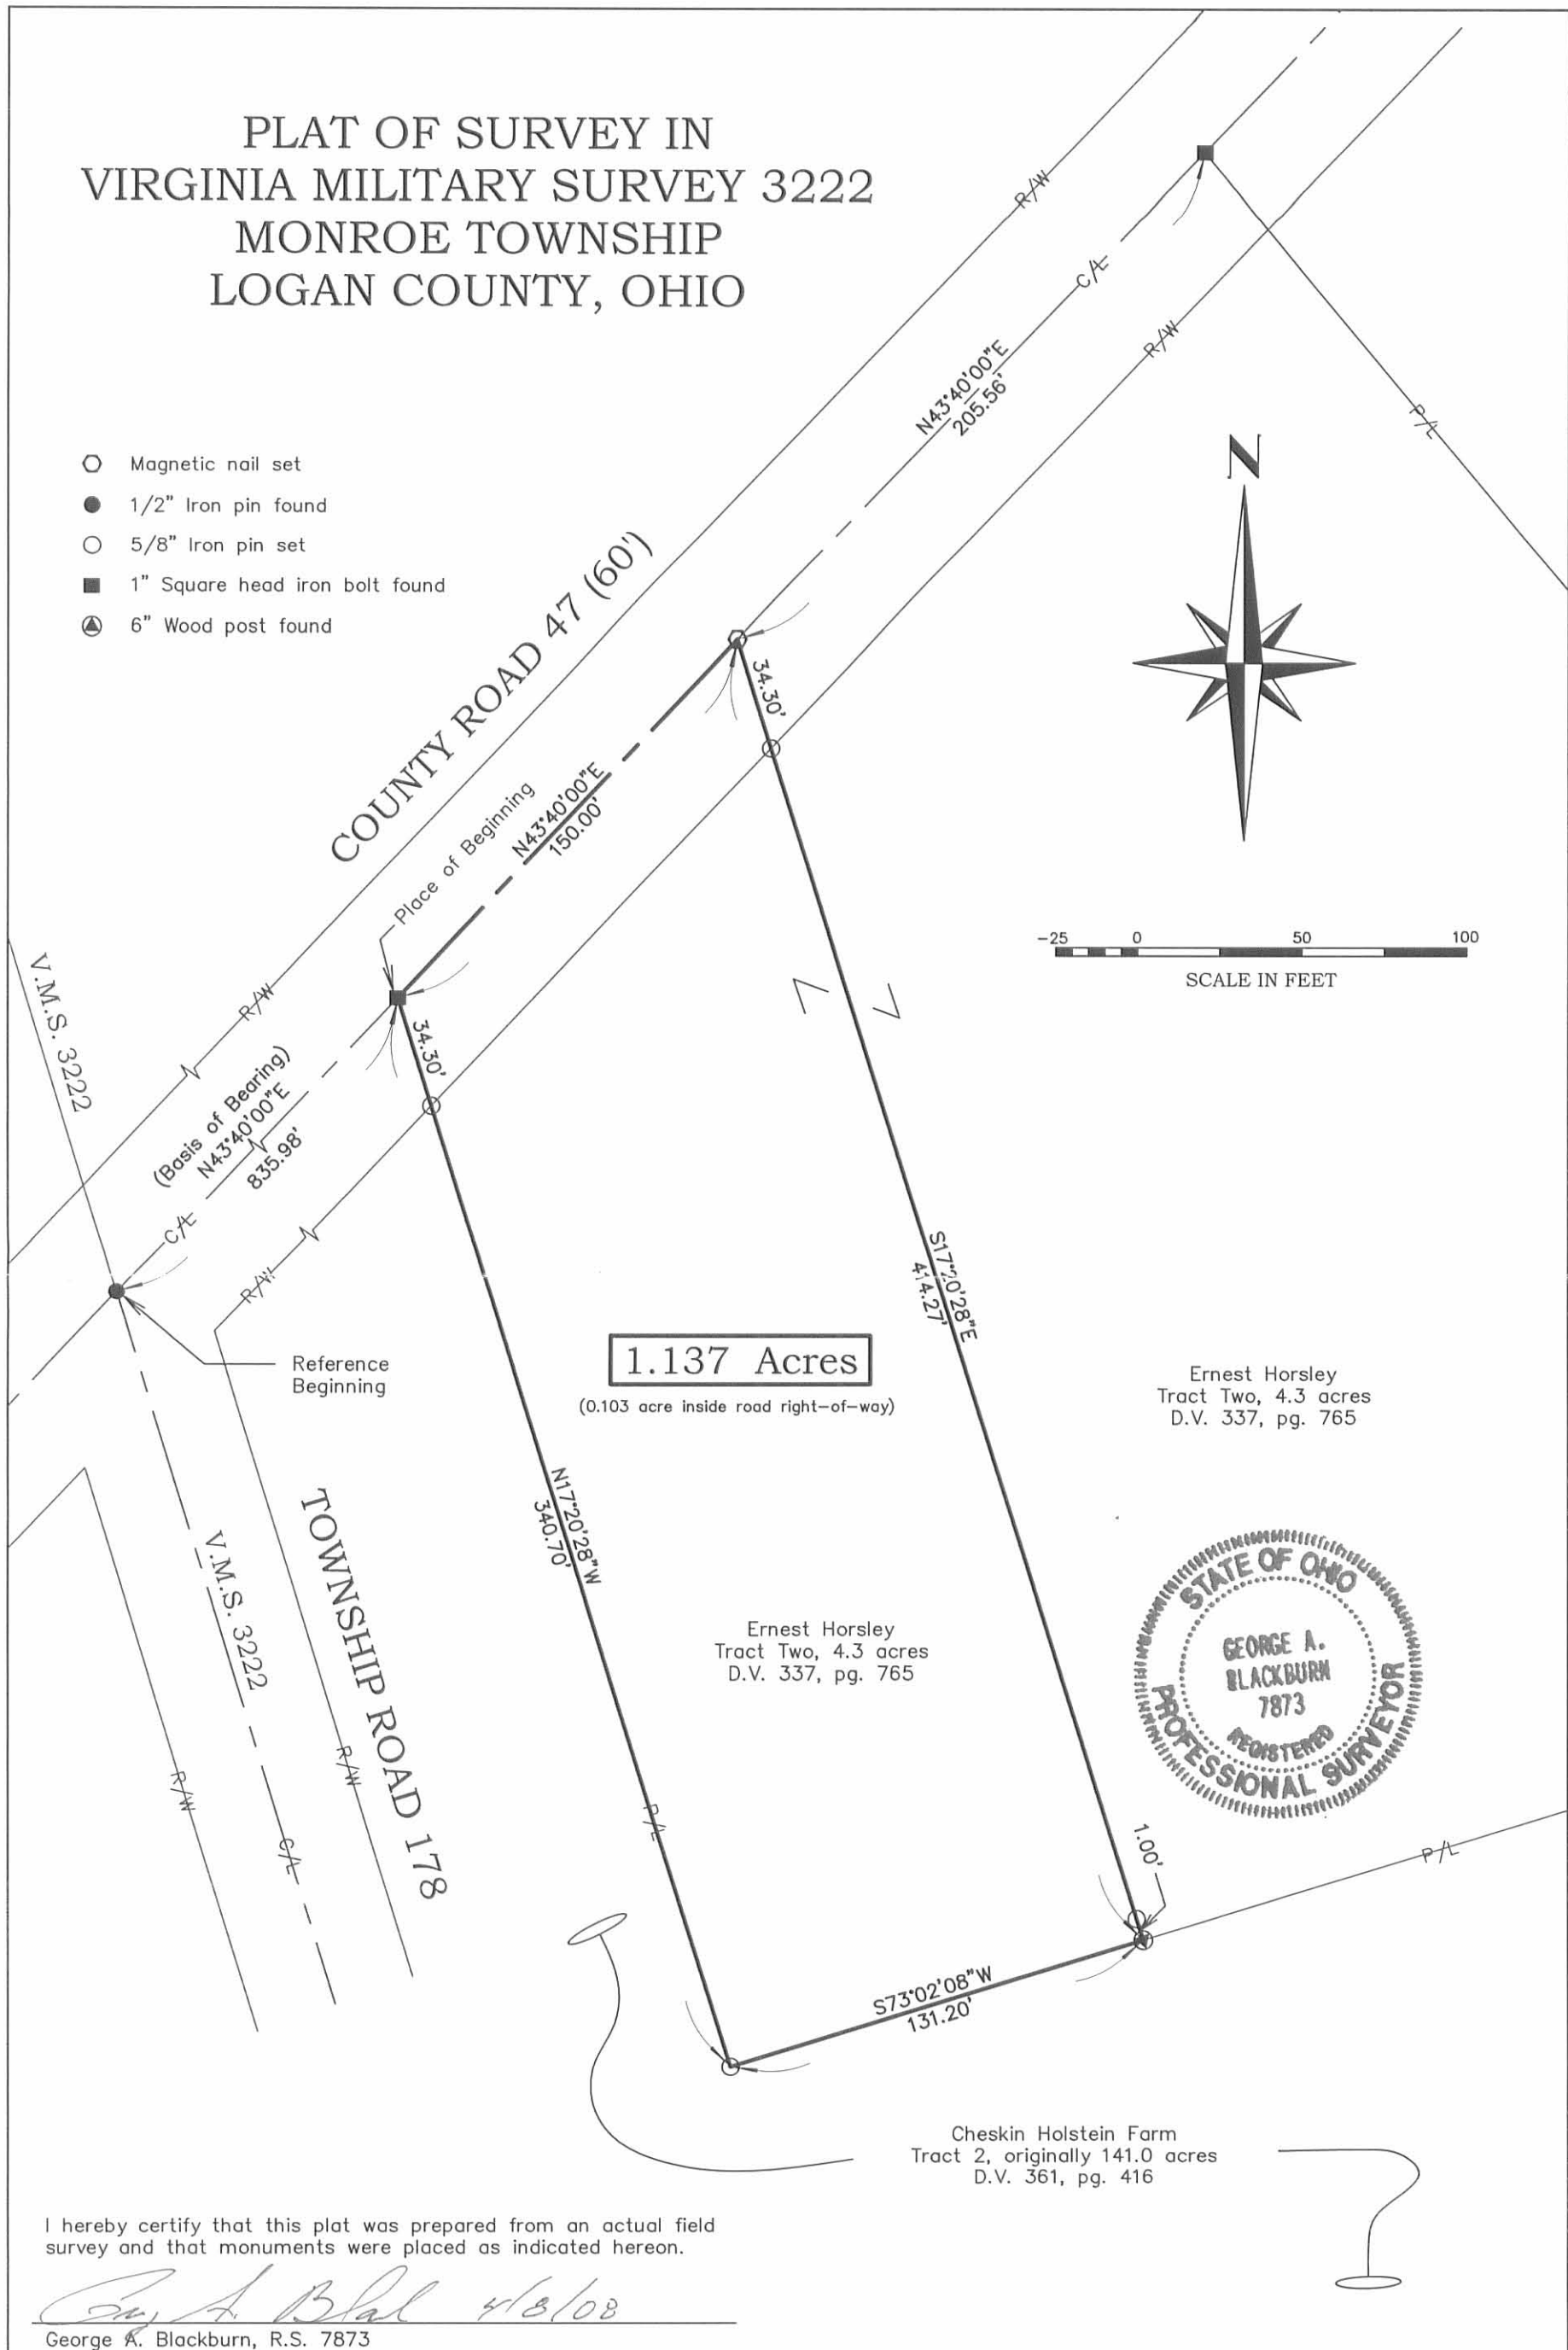 PLAT OF SURVEY IN
VIRGINIA MILITARY SURVEY 3222
MONROE TOWNSHIP
LOGAN COUNTY, OHIO
Magnetic nail set
1/2" Iron pin found
5/8" Iron pin set
1" Square head iron bolt found
6" Wood post found
R/W
C/L
R/W
N43°40'00"E
205.56'
P/L
N
COUNTY ROAD 47 (60')
34.30'
Place of Beginning
N43°40'00"E
150.00'
-25 0 50 100
SCALE IN FEET
V.M.S. 3222
R/W
34.30'
(Basis of Bearing)
N43°40'00"E
835.98'
C/L
R/W
Reference
Beginning
S17°20'28"E
414.27'
1.137 Acres
(0.103 acre inside road right-of-way)
Ernest Horsley
Tract Two, 4.3 acres
D.V. 337, pg. 765
N17°20'28"W
340.70'
V.M.S. 3222
TOWNSHIP ROAD 178
R/W
R/W
C/L
P/L
Ernest Horsley
Tract Two, 4.3 acres
D.V. 337, pg. 765
STATE OF OHIO
GEORGE A.
BLACKBURN
7873
REGISTERED
PROFESSIONAL SURVEYOR
1.00'
P/L
S73°02'08"W
131.20'
Cheskin Holstein Farm
Tract 2, originally 141.0 acres
D.V. 361, pg. 416
I hereby certify that this plat was prepared from an actual field
survey and that monuments were placed as indicated hereon.
4/8/08
George A. Blackburn, R.S. 7873